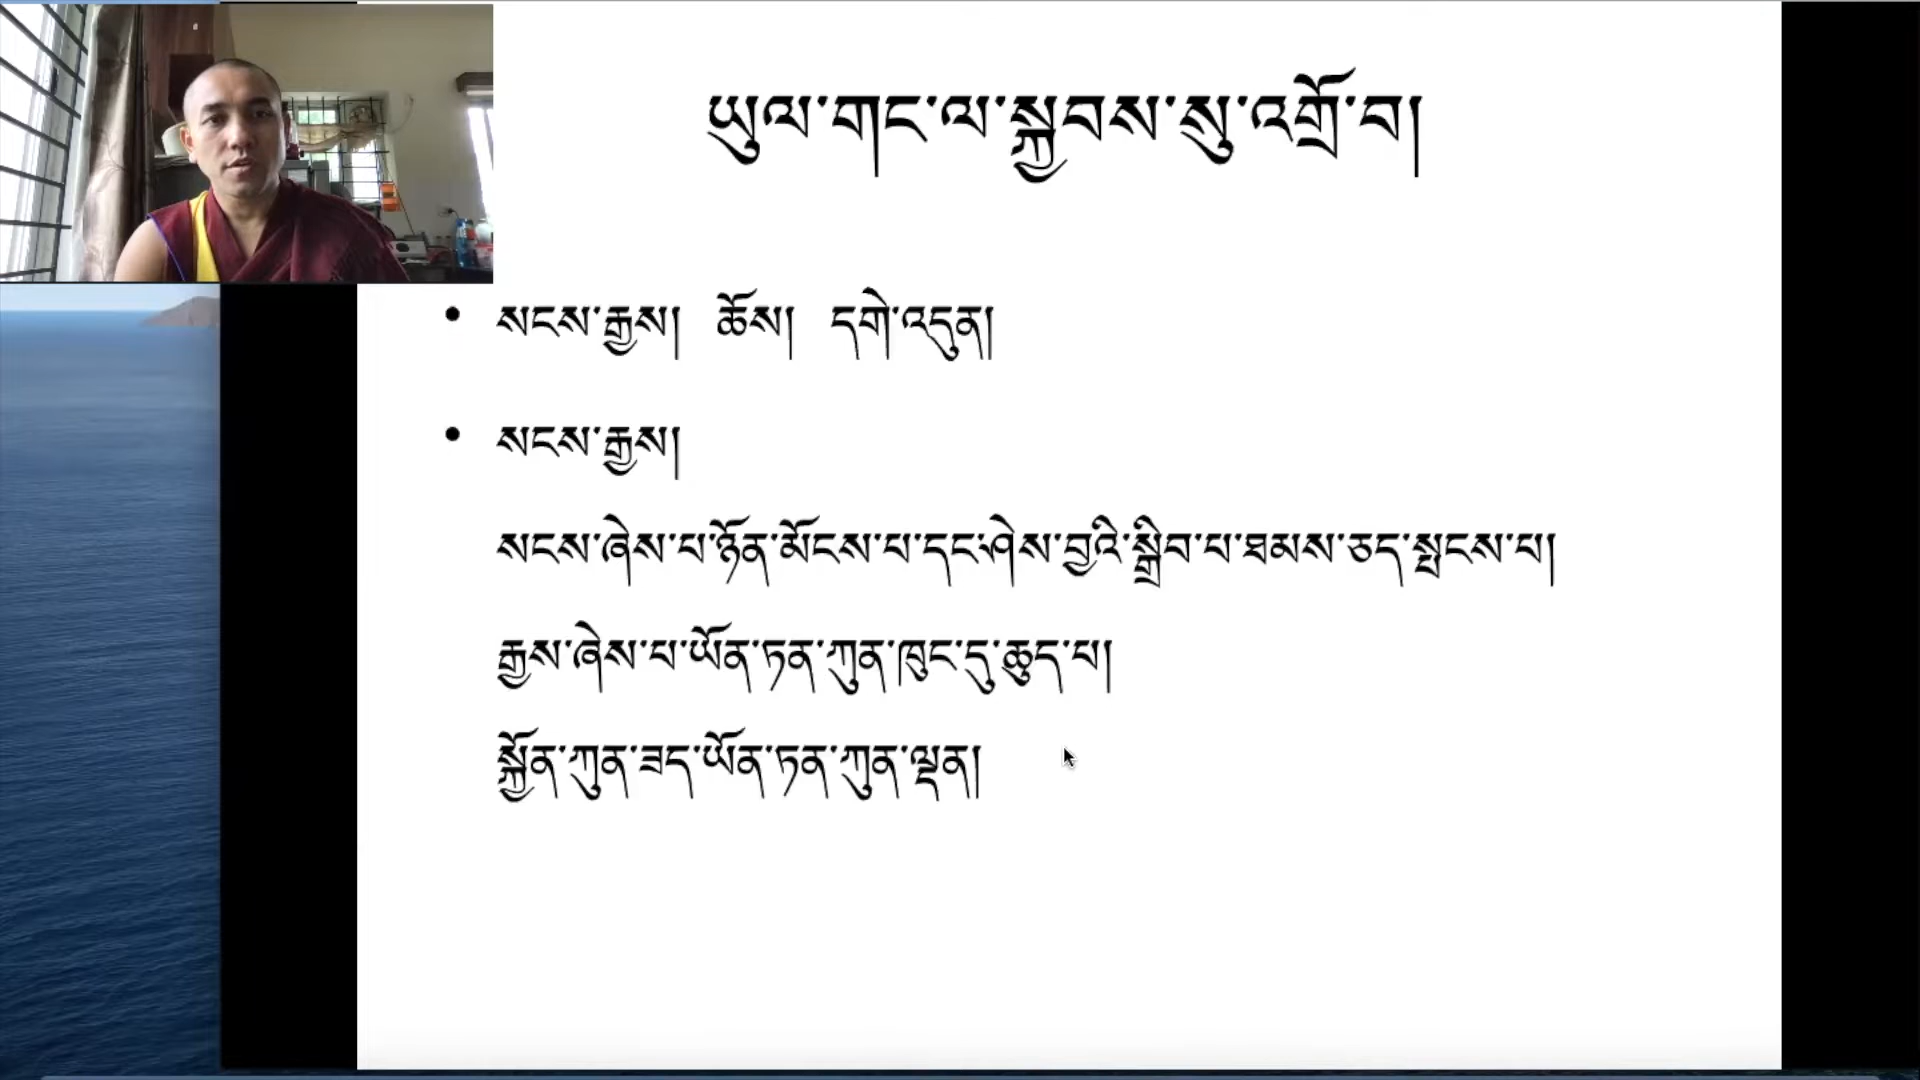 ཡུལ་གང་ལ་སྐྱབས་སུ་འགྲོ་བ།
• སངས་རྒྱས། ཆོས། དགེ་འདུན།
• སངས་རྒྱས།
སངས་ཞེས་པ་ཉོན་མོངས་པ་དང་ཤེས་བྱའི་སྒྲིབ་པ་ཐམས་ཅད་སྤངས་པ།
རྒྱས་ཞེས་པ་ཡོན་ཏན་ཀུན་ཁུང་དུ་ཆུད་པ།
སྐྱོན་ཀུན་ཟད་ཡོན་ཏན་ཀུན་ལྡན།